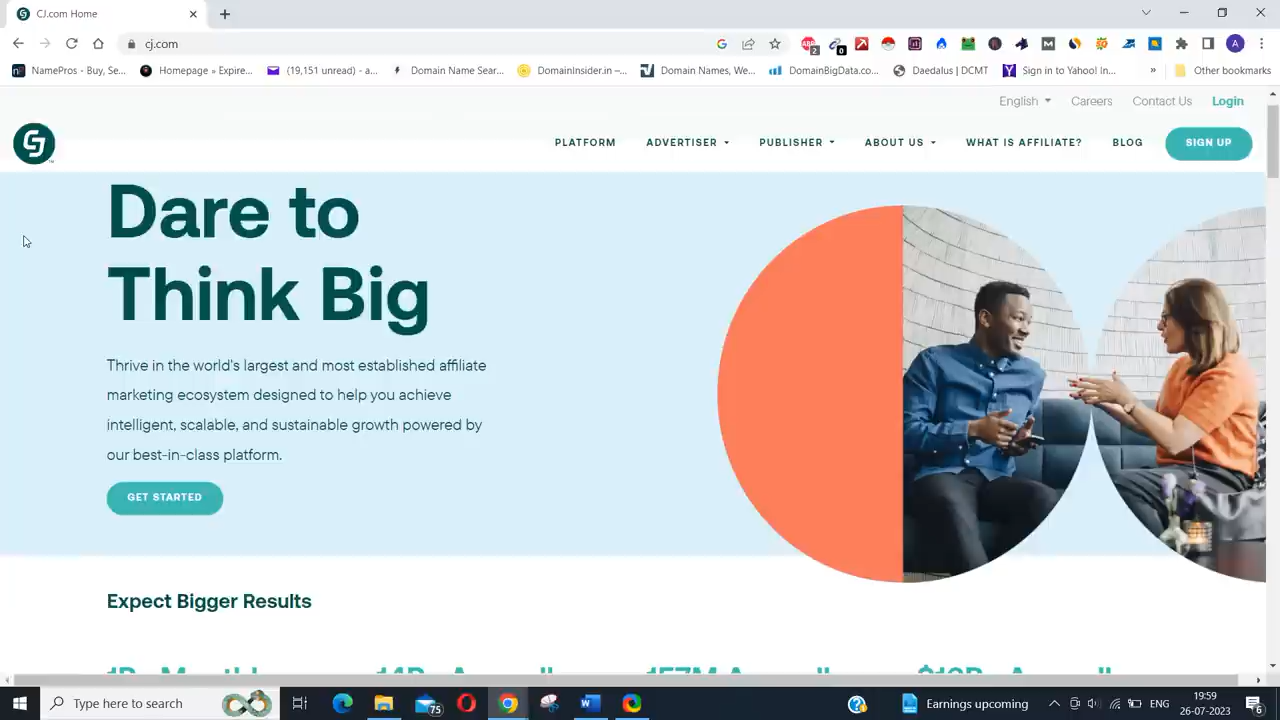 CJ.com Home
cj.com
NamePros - Buy, Se...
Homepage » Expire...
(19,151 unread) - a...
Domain Name Sear...
DomainInsider.in –...
Domain Names, We...
DomainBigData.co...
Daedalus | DCMT
Sign in to Yahoo! In...
»
Other bookmarks
English
Careers
Contact Us
Login
CJ
PLATFORM
ADVERTISER
PUBLISHER
ABOUT US
WHAT IS AFFILIATE?
BLOG
SIGN UP
Dare to
Think Big
Thrive in the world's largest and most established affiliate
marketing ecosystem designed to help you achieve
intelligent, scalable, and sustainable growth powered by
our best-in-class platform.
GET STARTED
Expect Bigger Results
Type here to search
75
Earnings upcoming
ENG
19:59
26-07-2023
6